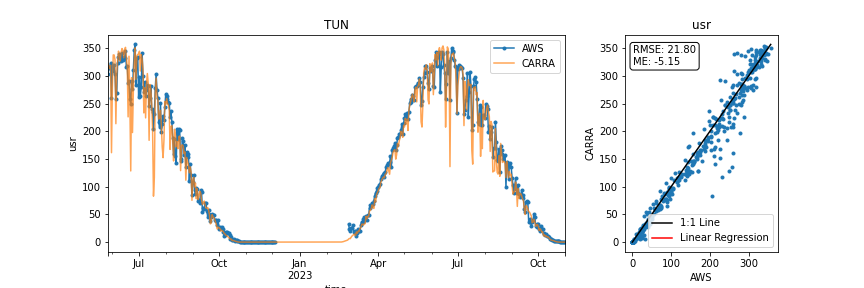 TUN
usr
350
300
250
200
150
100
50
0
usr
AWS
CARRA
Jul
Oct
Jan
2023
Apr
Jul
Oct
time
usr
CARRA
350
300
250
200
150
100
50
0
RMSE: 21.80
ME: -5.15
1:1 Line
Linear Regression
0
100
200
300
AWS